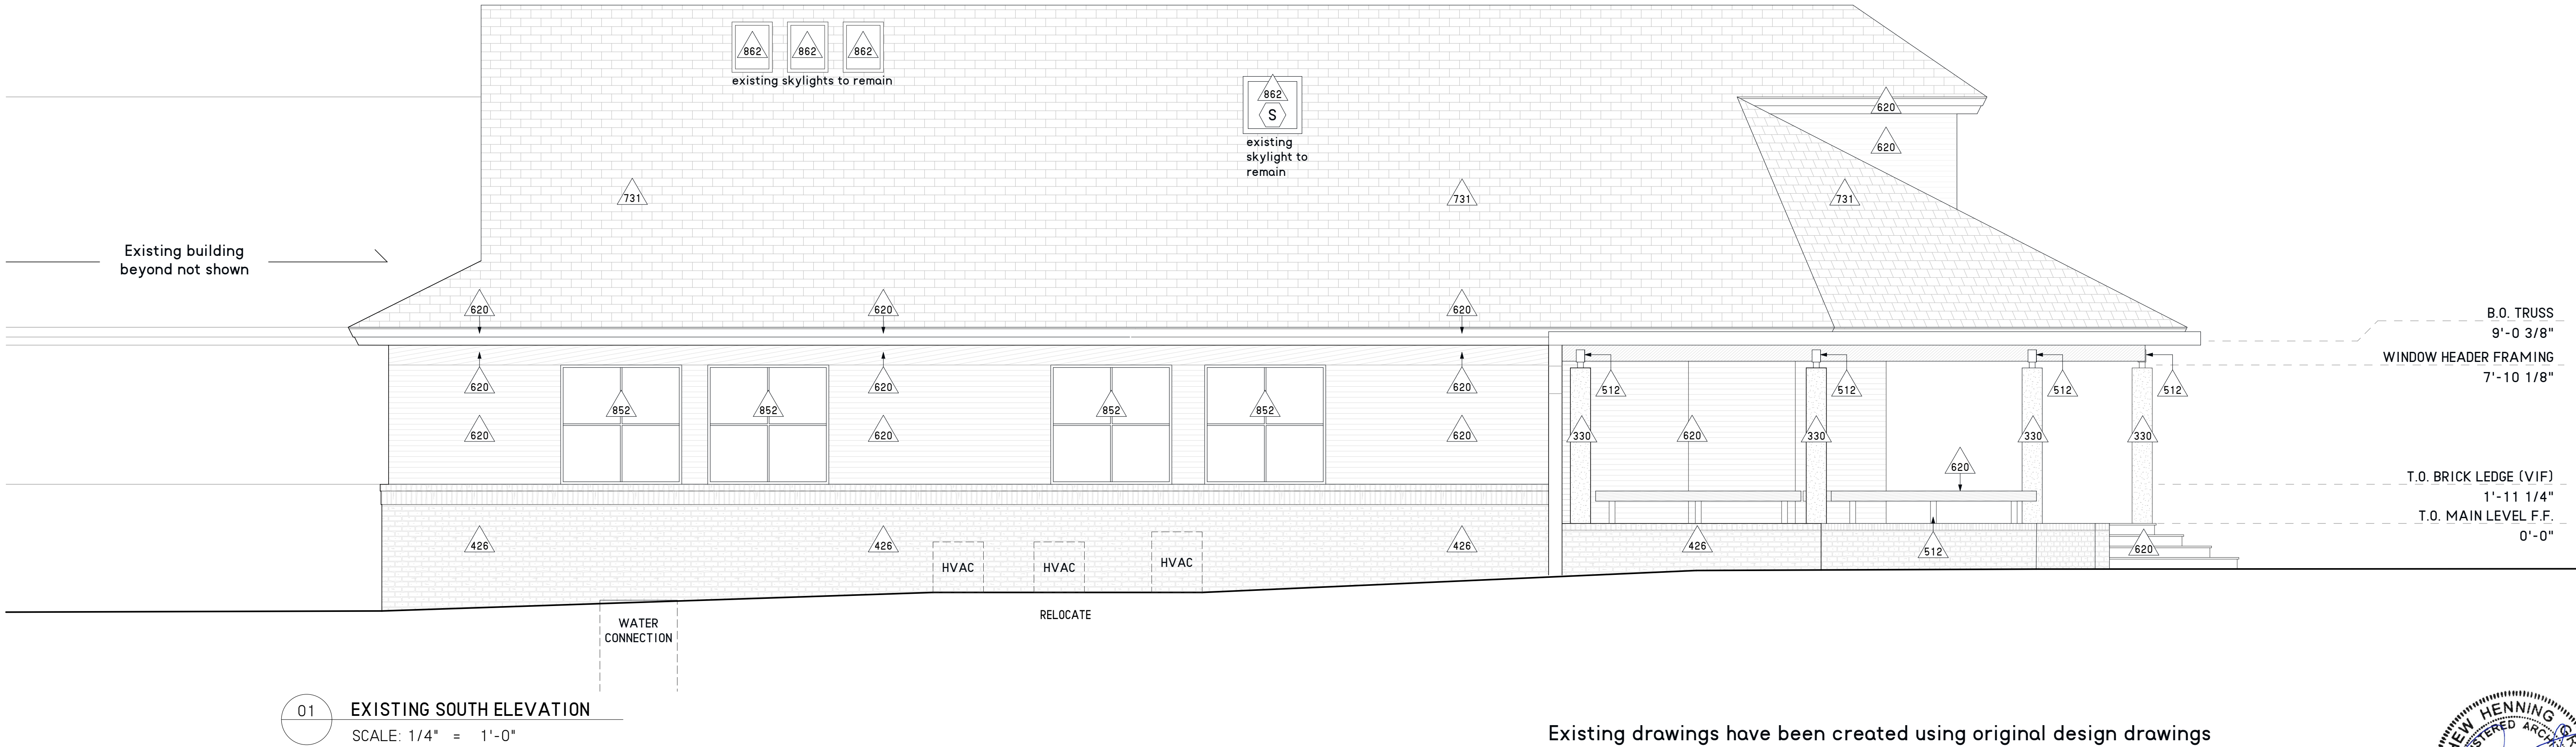 862 862 862
existing skylights to remain
862
S
existing
skylight to
remain
620
620
731 731 731
Existing building
beyond not shown
620 620 620
B.O. TRUSS
9'-0 3/8"
WINDOW HEADER FRAMING
7'-10 1/8"
620 620 620
512 512 512 512
852 852 852 852
620 620 620
330 620 330 330 330
620
T.O. BRICK LEDGE (VIF)
1'-11 1/4"
T.O. MAIN LEVEL F.F.
0'-0"
426 426 426 426 512 620
HVAC HVAC HVAC
RELOCATE
WATER
CONNECTION
01 EXISTING SOUTH ELEVATION
SCALE: 1/4" = 1'-0"
Existing drawings have been created using original design drawings
HENNING